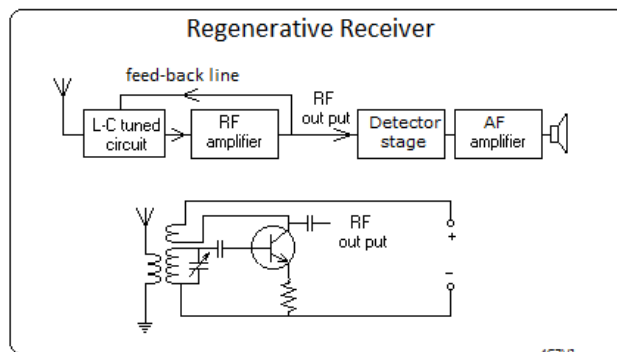 Regenerative Receiver
feed-back line
L-C tuned
circuit
RF
amplifier
RF
out put
Detector
stage
AF
amplifier
RF
out put
+
−